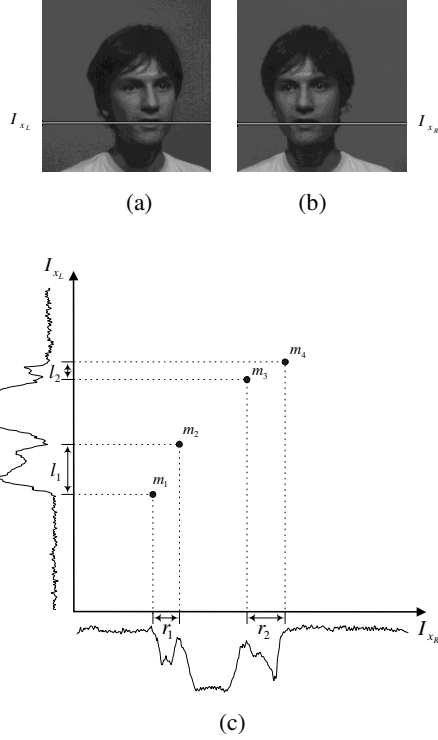 I_{x_L} I_{x_R}
(a) (b)
I_{x_L}
m_4
l_2 m_3
m_2
l_1
m_1
r_1 r_2 I_{x_R}
(c)